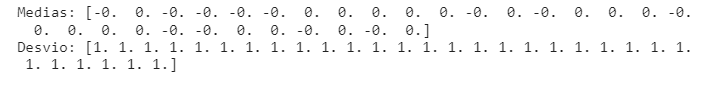 Medias: [-0.  0. -0. -0. -0. -0.  0.  0.  0.  0.  0. -0.  0. -0.  0.  0.  0. -0.
  0.  0.  0.  0. -0. -0.  0.  0. -0.  0. -0.  0.]
Desvio: [1. 1. 1. 1. 1. 1. 1. 1. 1. 1. 1. 1. 1. 1. 1. 1. 1. 1. 1. 1. 1. 1. 1. 1.
 1. 1. 1. 1. 1. 1.]